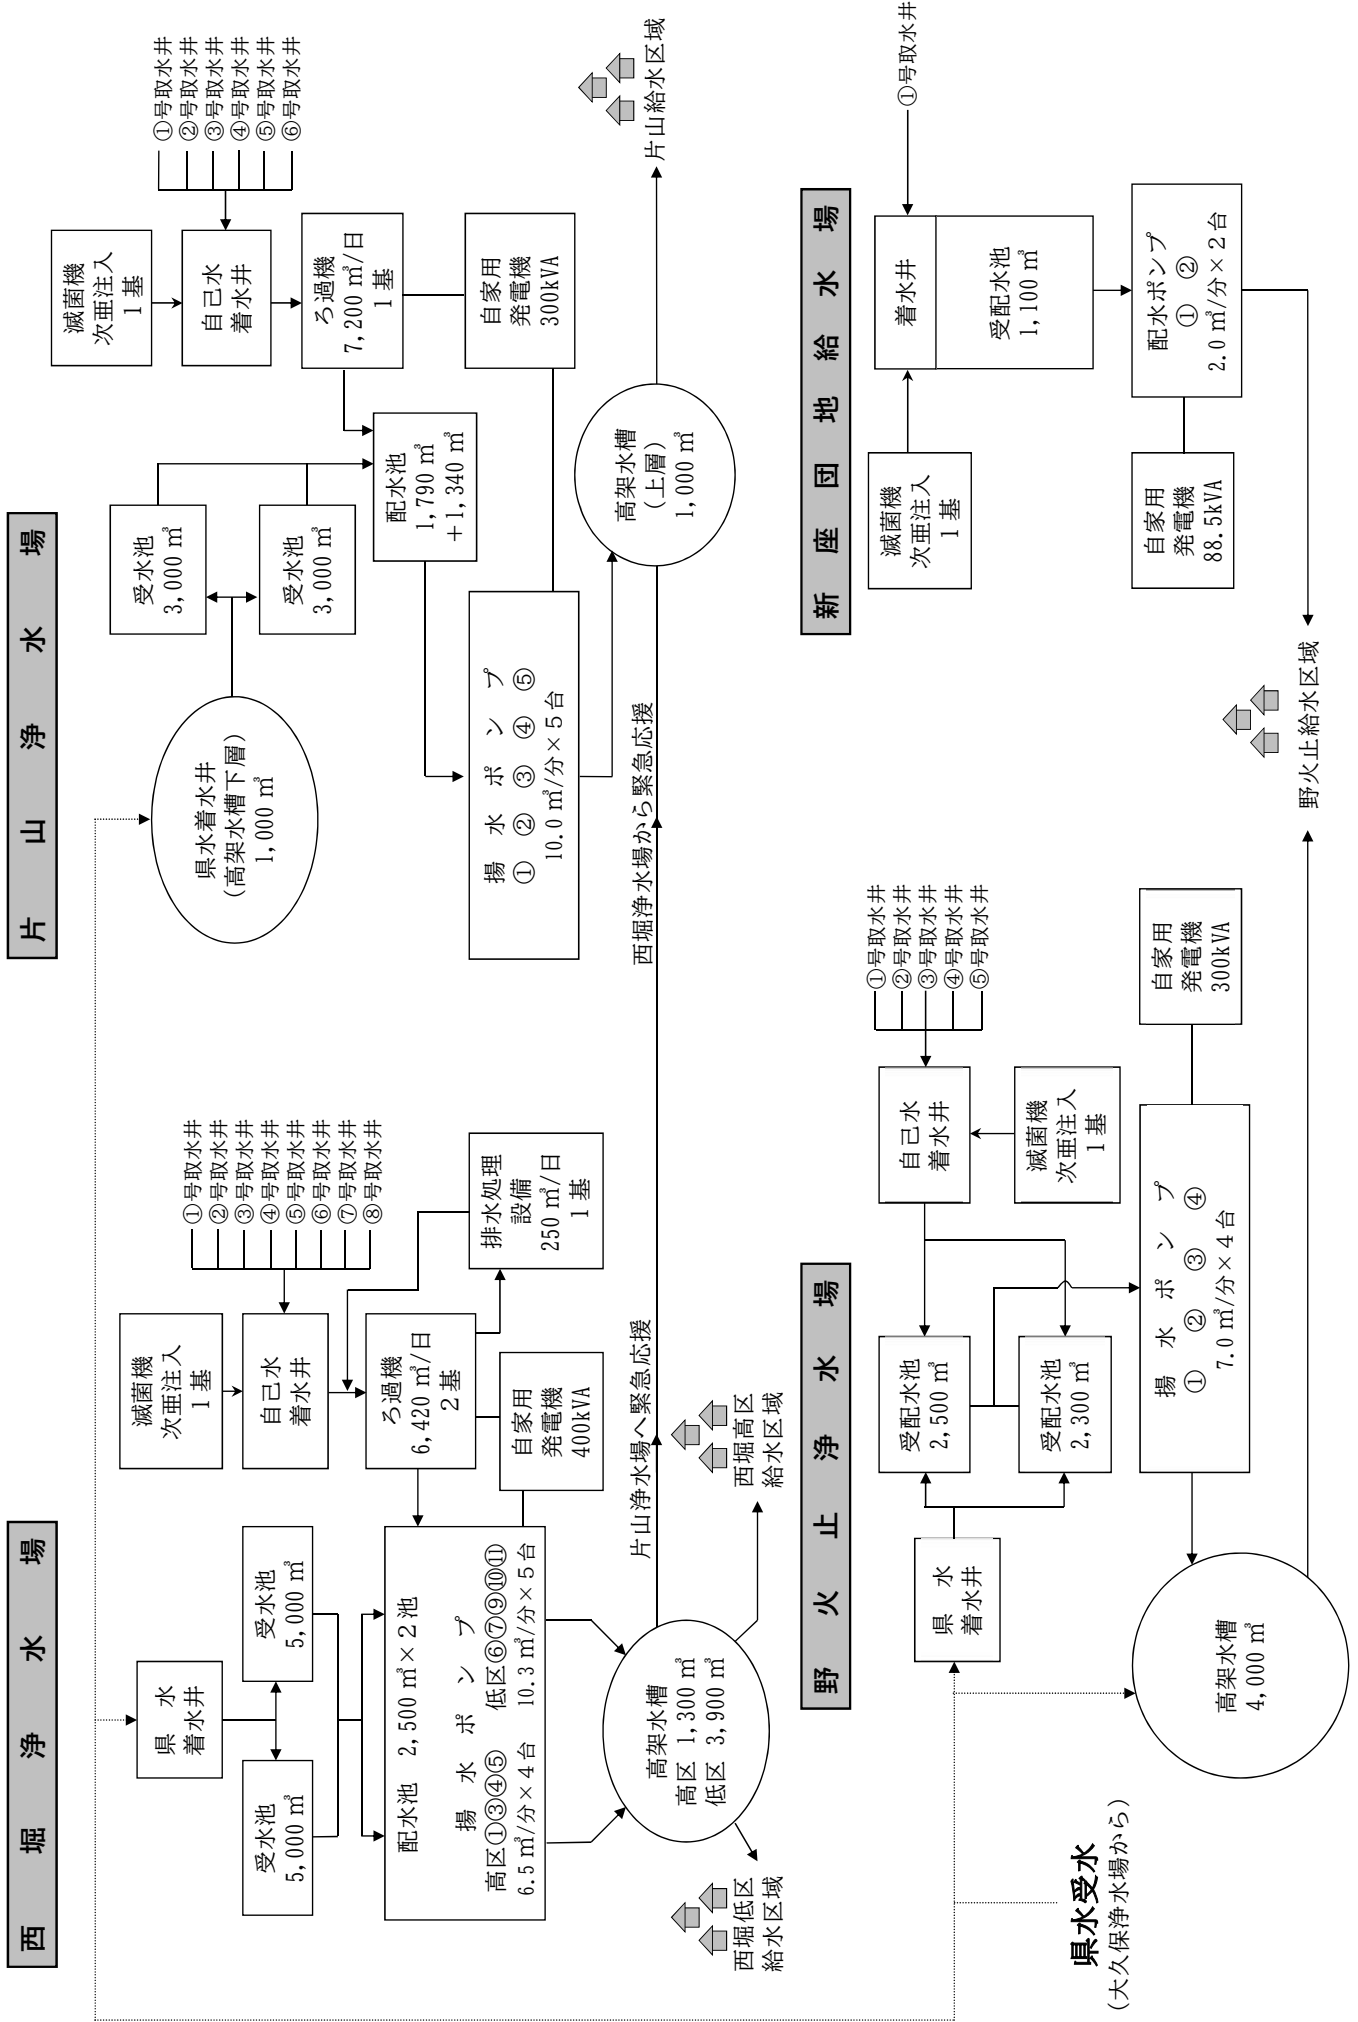 西堀浄水場
県水
着水井
受水池
5,000 ㎥
受水池
5,000 ㎥
滅菌機
次亜注入
1基
自己水
着水井
①号取水井
②号取水井
③号取水井
④号取水井
⑤号取水井
⑥号取水井
⑦号取水井
⑧号取水井
ろ過機
6,420 ㎥/日
2基
排水処理
設備
250 ㎥/日
1基
自家用
発電機
400kVA
配水池 2,500 ㎥×2池
揚水ポンプ
高区①③④⑤ 低区⑥⑦⑨⑩⑪
6.5 ㎥/分×4台 10.3 ㎥/分×5台
高架水槽
高区 1,300 ㎥
低区 3,900 ㎥
西堀低区
給水区域
西堀高区
給水区域
片山浄水場へ緊急応援
西堀浄水場から緊急応援
片山浄水場
県水着水井
(高架水槽下層)
1,000 ㎥
受水池
3,000 ㎥
受水池
3,000 ㎥
滅菌機
次亜注入
1基
自己水
着水井
①号取水井
②号取水井
③号取水井
④号取水井
⑤号取水井
⑥号取水井
ろ過機
7,200 ㎥/日
1基
自家用
発電機
300kVA
配水池
1,790 ㎥
+1,340 ㎥
揚水ポンプ
① ② ③ ④ ⑤
10.0 ㎥/分×5台
高架水槽
(上層)
1,000 ㎥
片山給水区域
野火止浄水場
県水受水
(大久保浄水場から)
県水
着水井
受配水池
2,500 ㎥
受配水池
2,300 ㎥
自己水
着水井
滅菌機
次亜注入
1基
①号取水井
②号取水井
③号取水井
④号取水井
⑤号取水井
揚水ポンプ
① ② ③ ④
7.0 ㎥/分×4台
自家用
発電機
300kVA
高架水槽
4,000 ㎥
野火止給水区域
新座団地給水場
滅菌機
次亜注入
1基
着水井
受配水池
1,100 ㎥
①号取水井
自家用
発電機
88.5kVA
配水ポンプ
① ②
2.0 ㎥/分×2台